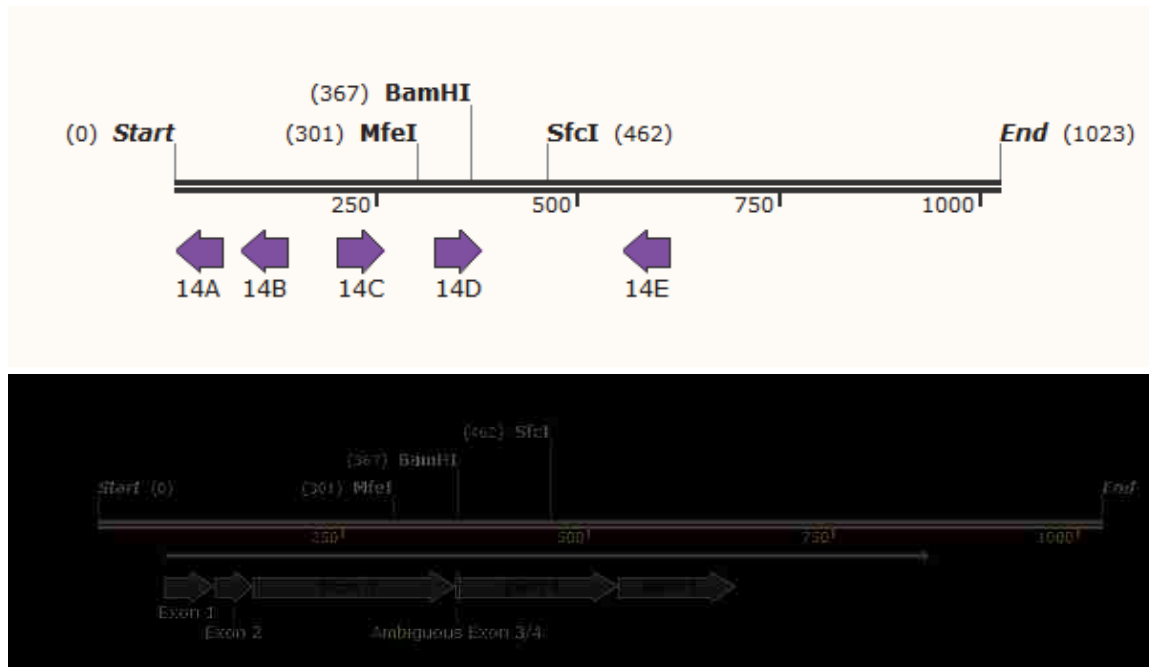 (367) BamHI
(0) Start (301) MfeI SfcI (462) End (1023)
250 500 750 1000
14A 14B 14C 14D 14E
(462) SfcI
(367) BamHI
Start (0) (301) MfeI End
250 500 750 1000
Exon 1
Exon 2 Ambiguous Exon 3/4